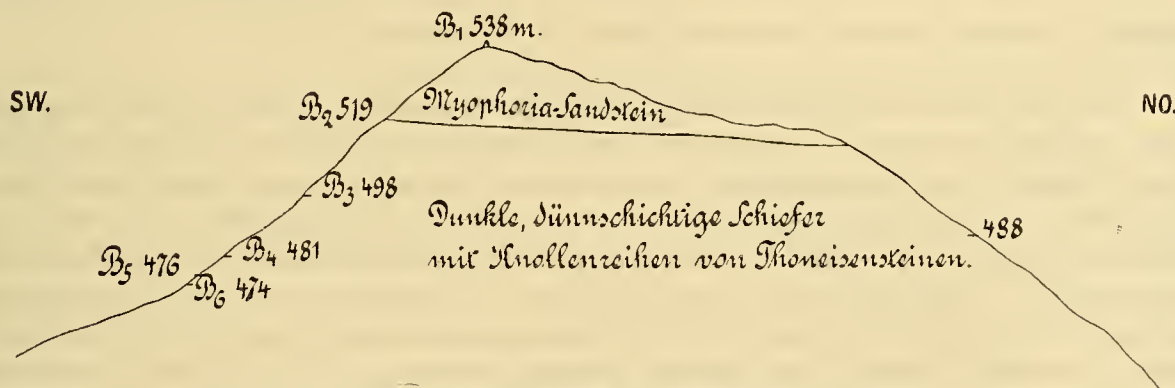 B₁ 538 m.
SW.
NO.
B₂ 519
Myophoria-Sandstein
B₃ 498
Dunkle, dünnschichtige Schiefer
mit Knollenreihen von Thoneisensteinen.
488
B₄ 481
B₅ 476
B₆ 474